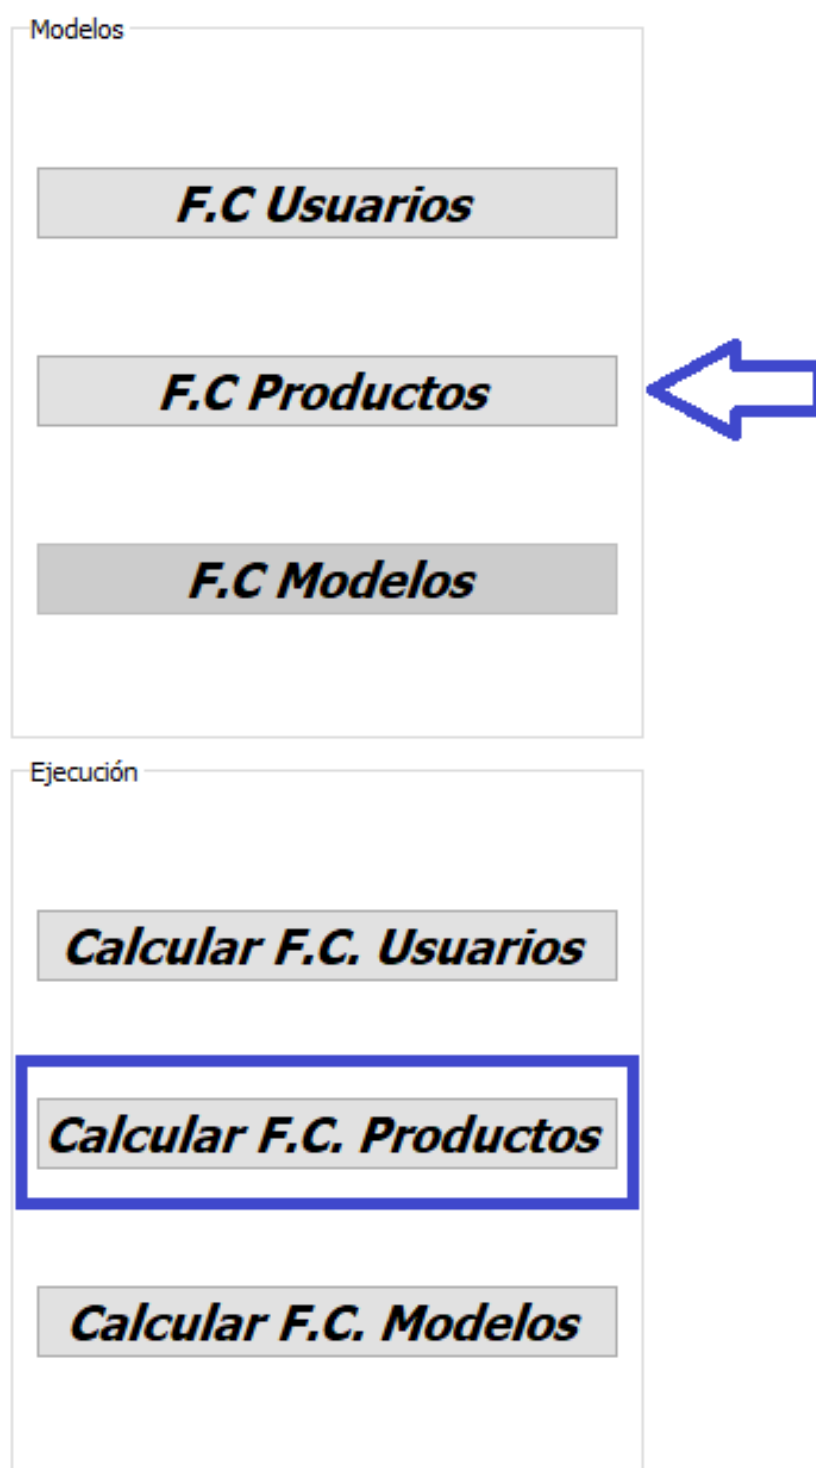 Modelos
F.C Usuarios
F.C Productos
F.C Modelos
Ejecución
Calcular F.C. Usuarios
Calcular F.C. Productos
Calcular F.C. Modelos